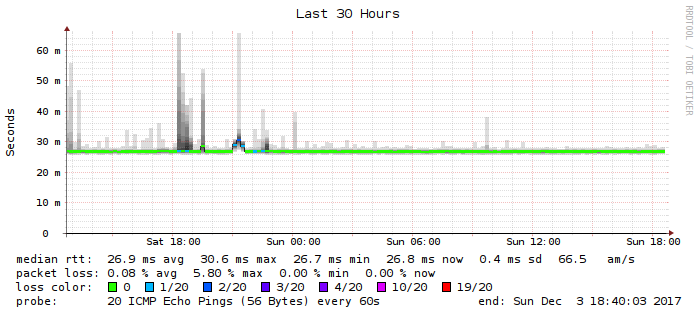 Last 30 Hours
RRDTOOL / TOBI OETIKER
Seconds
60 m
50 m
40 m
30 m
20 m
10 m
0
Sat 18:00 Sun 00:00 Sun 06:00 Sun 12:00 Sun 18:00
median rtt: 26.9 ms avg 30.6 ms max 26.7 ms min 26.8 ms now 0.4 ms sd 66.5 am/s
packet loss: 0.08 % avg 5.80 % max 0.00 % min 0.00 % now
loss color: 0 1/20 2/20 3/20 4/20 10/20 19/20
probe: 20 ICMP Echo Pings (56 Bytes) every 60s end: Sun Dec 3 18:40:03 2017